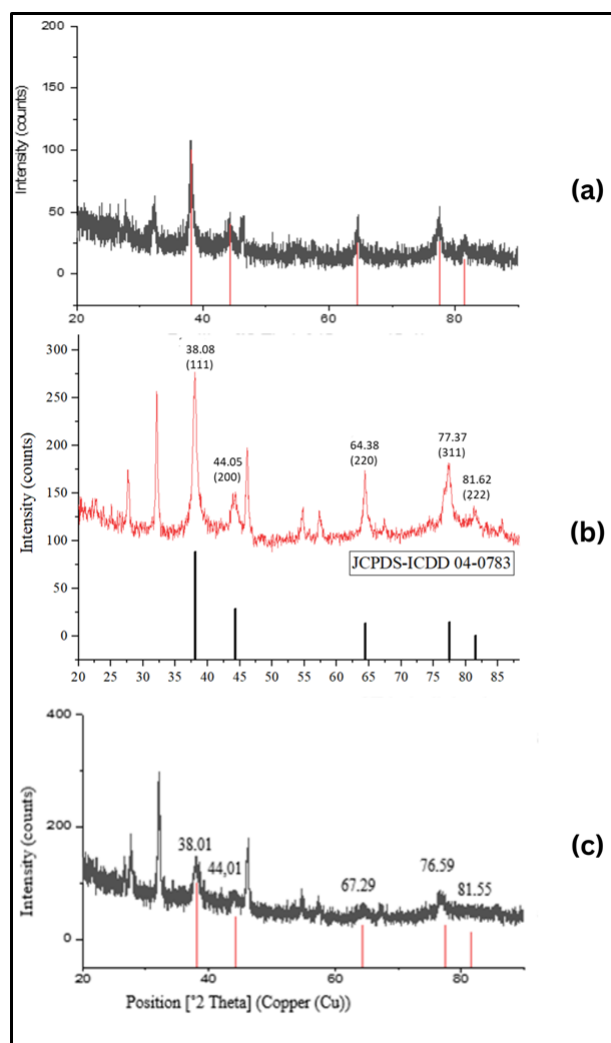 200
150
100
50
0
Intensity (counts)
20 40 60 80
(a)
300
250
200
150
100
50
0
Intensity (counts)
38.08
(111)
44.05
(200)
64.38
(220)
77.37
(311)
81.62
(222)
JCPDS-ICDD 04-0783
20 25 30 35 40 45 50 55 60 65 70 75 80 85
(b)
400
200
0
Intensity (counts)
38.01
44,01
67.29
76.59
81.55
20 40 60 80
Position [°2 Theta] (Copper (Cu))
(c)